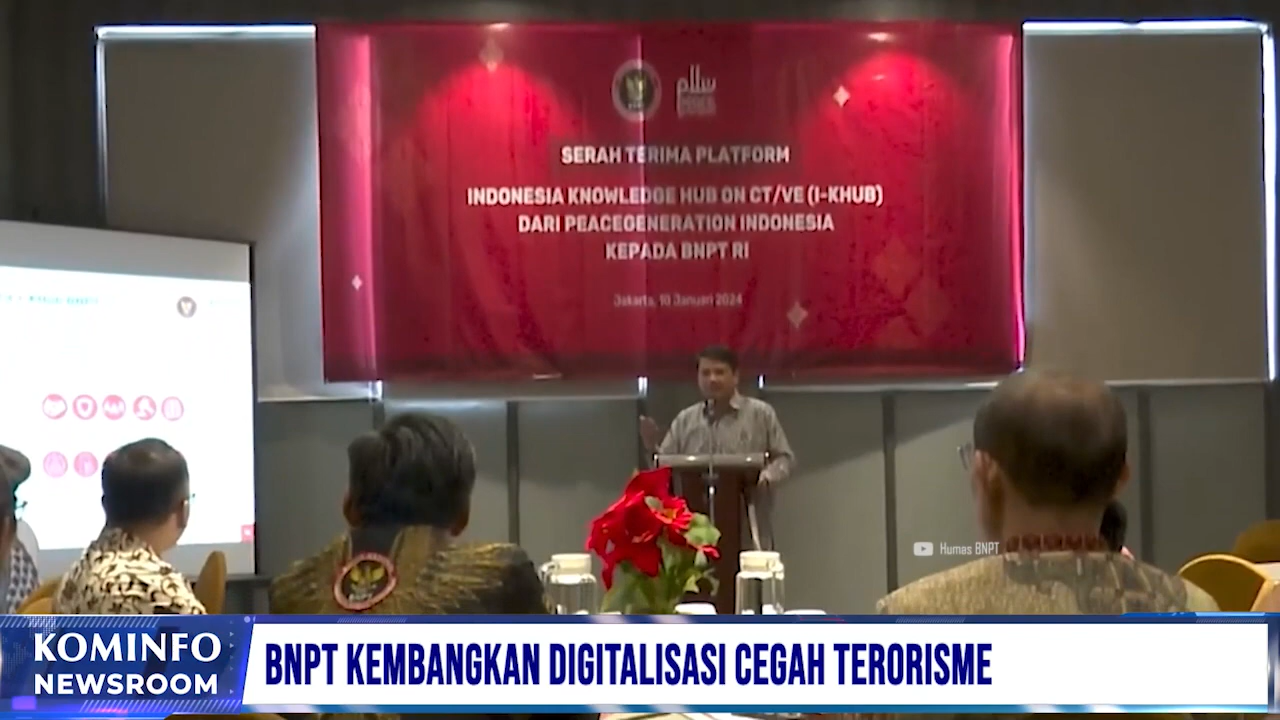 سلام
SERAH TERIMA PLATFORM
INDONESIA KNOWLEDGE HUB ON CT/VE (I-KHUB)
DARI PEACEGENERATION INDONESIA
KEPADA BNPT RI
Jakarta, 10 Januari 2024
Humas BNPT
KOMINFO
NEWSROOM
BNPT KEMBANGKAN DIGITALISASI CEGAH TERORISME